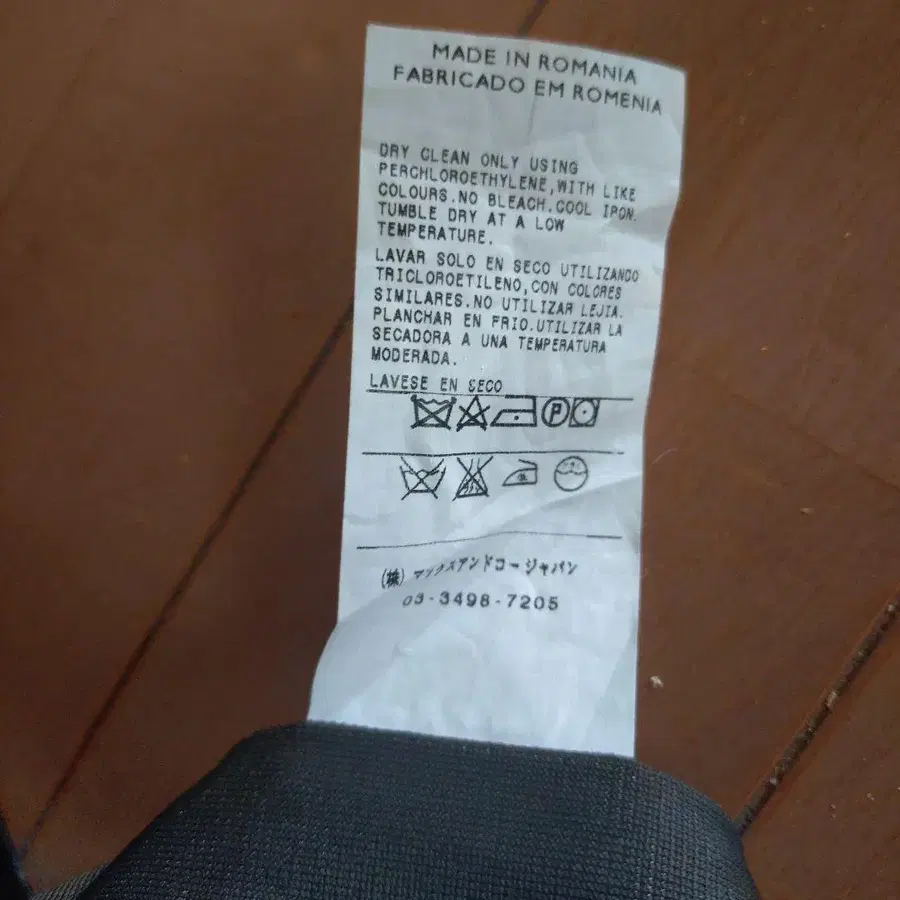 MADE IN ROMANIA
FABRICADO EM ROMENIA
DRY CLEAN ONLY USING
PERCHLOROETHYLENE,WITH LIKE
COLOURS.NO BLEACH.COOL IRON.
TUMBLE DRY AT A LOW
TEMPERATURE.
LAVAR SOLO EN SECO UTILIZANDO
TRICLOROETILENO,CON COLORES
SIMILARES.NO UTILIZAR LEJIA.
PLANCHAR EN FRIO.UTILIZAR LA
SECADORA A UNA TEMPERATURA
MODERADA.
LAVESE EN SECO
P
(株) マックスアンドコージャパン
03-3498-7205